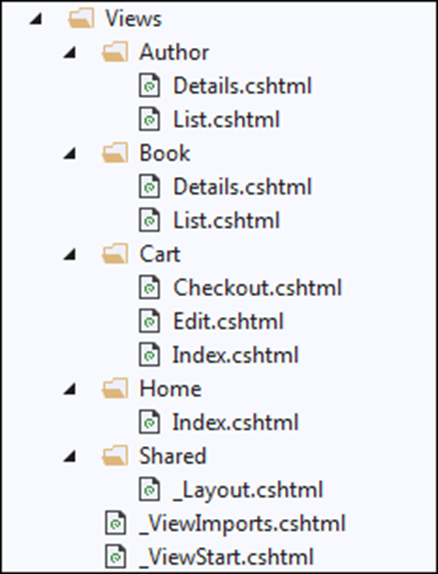 Views
Author
Details.cshtml
List.cshtml
Book
Details.cshtml
List.cshtml
Cart
Checkout.cshtml
Edit.cshtml
Index.cshtml
Home
Index.cshtml
Shared
_Layout.cshtml
_ViewImports.cshtml
_ViewStart.cshtml